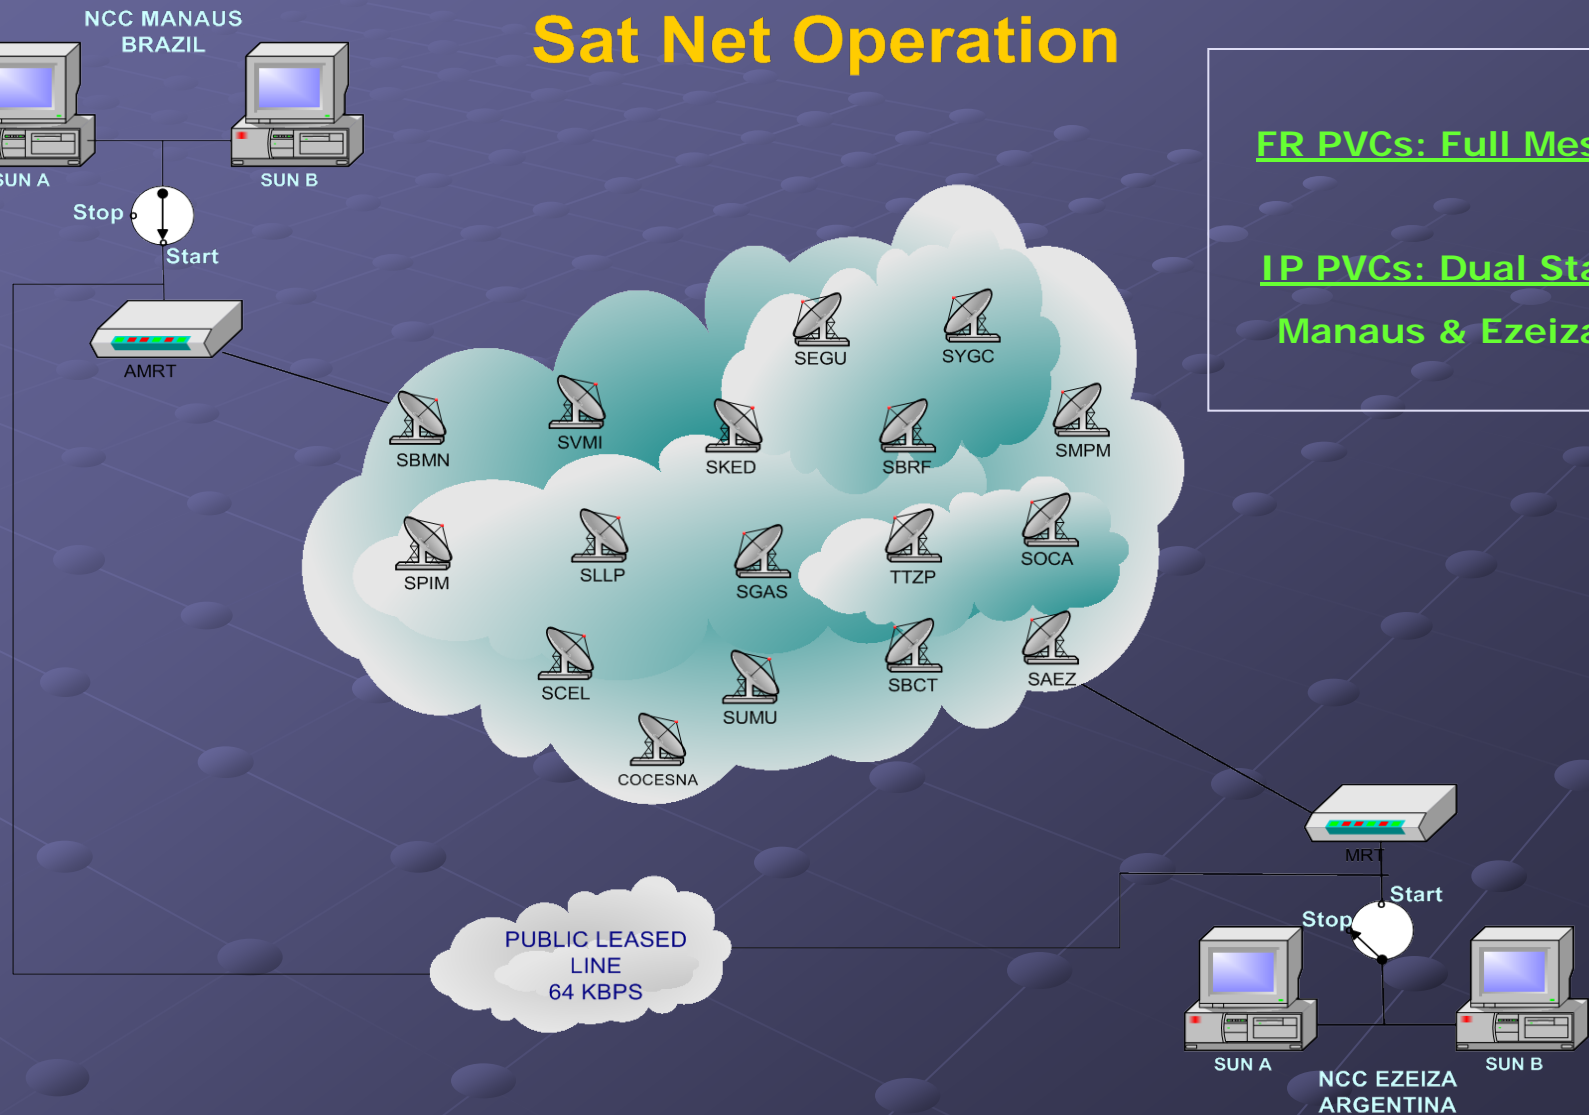 Sat Net Operation
NCC MANAUS
BRAZIL
SUN A
SUN B
Stop
Start
AMRT
FR PVCs: Full
IP PVCs: Dual
Manaus & Ezeiza
SEGU
SYGC
SBMN
SVMI
SKED
SBRF
SMPM
SPIM
SLLP
SGAS
TTZP
SOCA
SCEL
SUMU
SBCT
SAEZ
COCESNA
MRT
PUBLIC LEASED
LINE
64 KBPS
Start
Stop
SUN A
SUN B
NCC EZEIZA
ARGENTINA